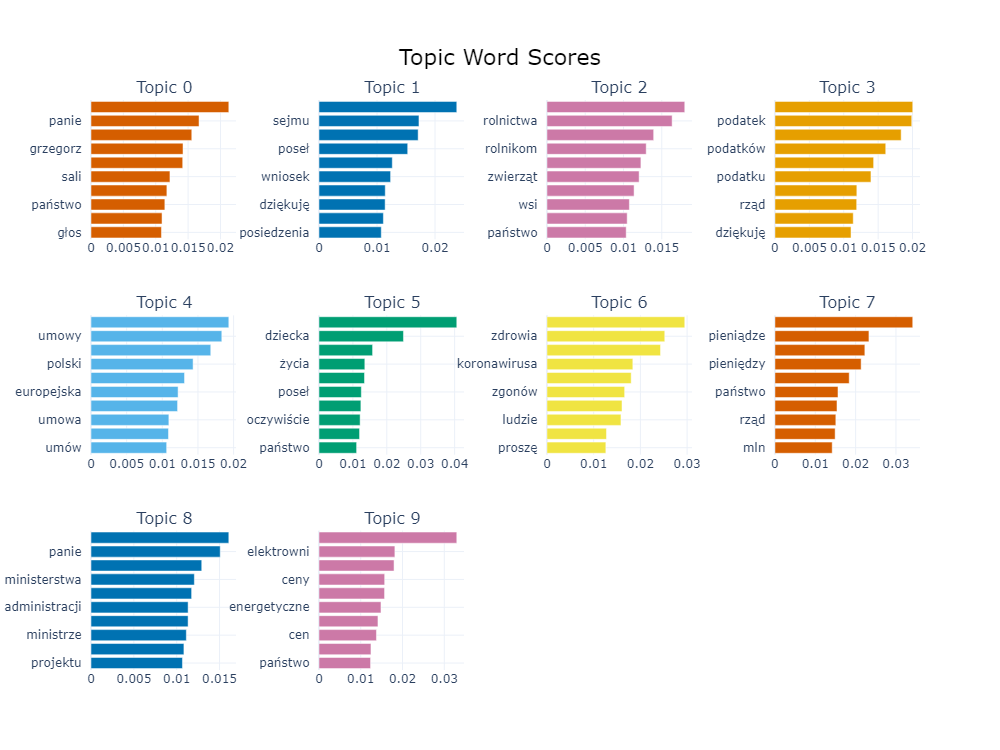 Topic Word Scores
Topic 0
panie
grzegorz
sali
państwo
głos
0 0.005 0.01 0.015 0.02
Topic 1
sejmu
poseł
wniosek
dziękuję
posiedzenia
0 0.01 0.02
Topic 2
rolnictwa
rolnikom
zwierząt
wsi
państwo
0 0.005 0.01 0.015
Topic 3
podatek
podatków
podatku
rząd
dziękuję
0 0.005 0.01 0.015 0.02
Topic 4
umowy
polski
europejska
umowa
umów
0 0.005 0.01 0.015 0.02
Topic 5
dziecka
życia
poseł
oczywiście
państwo
0 0.01 0.02 0.03 0.04
Topic 6
zdrowia
koronawirusa
zgonów
ludzie
proszę
0 0.01 0.02 0.03
Topic 7
pieniądze
pieniędzy
państwo
rząd
mln
0 0.01 0.02 0.03
Topic 8
panie
ministerstwa
administracji
ministrze
projektu
0 0.005 0.01 0.015
Topic 9
elektrowni
ceny
energetyczne
cen
państwo
0 0.01 0.02 0.03